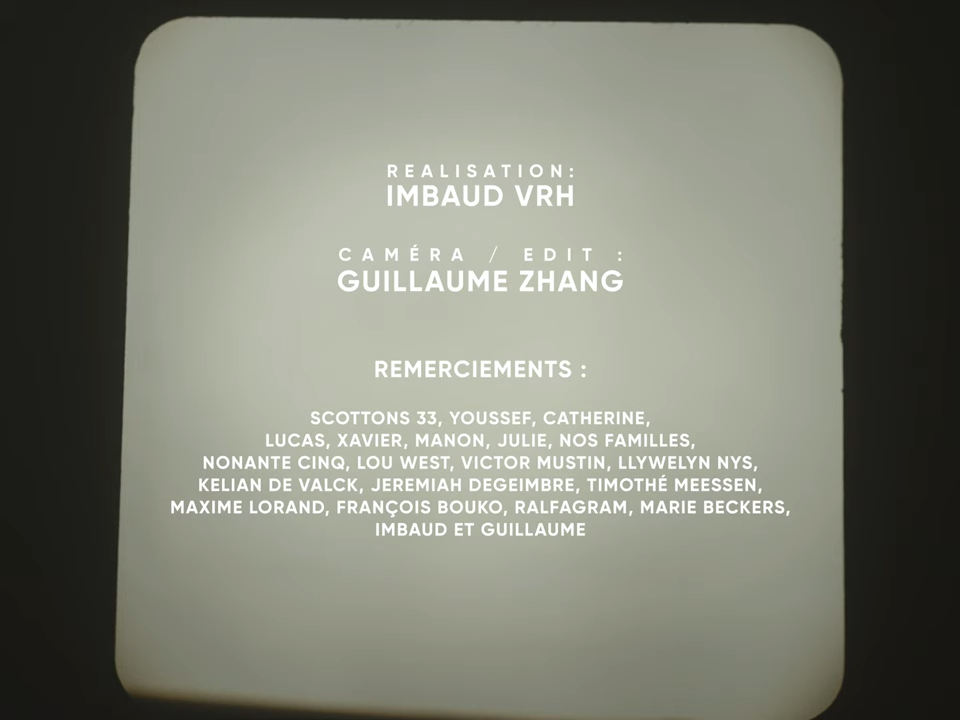 REALISATION:
IMBAUD VRH
CAMÉRA / EDIT :
GUILLAUME ZHANG
REMERCIEMENTS :
SCOTTONS 33, YOUSSEF, CATHERINE,
LUCAS, XAVIER, MANON, JULIE, NOS FAMILLES,
NONANTE CINQ, LOU WEST, VICTOR MUSTIN, LLYWELYN NYS,
KELIAN DE VALCK, JEREMIAH DEGEIMBRE, TIMOTHÉ MEESSEN,
MAXIME LORAND, FRANÇOIS BOUKO, RALFAGRAM, MARIE BECKERS,
IMBAUD ET GUILLAUME